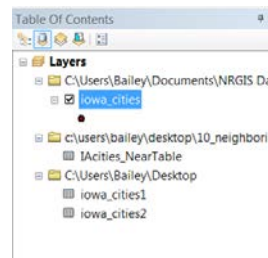 Table Of Contents
Layers
C:\Users\Bailey\Documents\NRGIS Da
iowa_cities
c:\users\bailey\desktop\10_neighbori
IAcities_NearTable
C:\Users\Bailey\Desktop
iowa_cities1
iowa_cities2